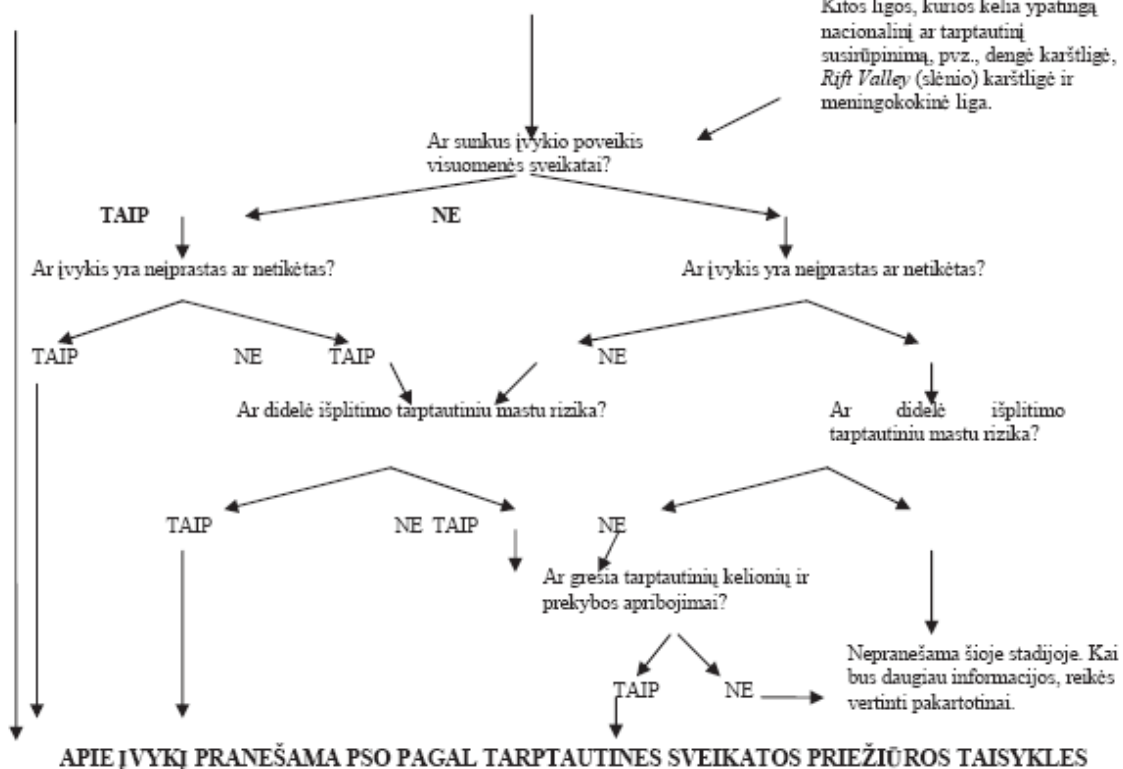 Kitos ligos, kurios kelia ypatingą
nacionalinį ar tarptautinį
susirūpinimą, pvz., dengė karštligė,
Rift Valley (slėnio) karštligė ir
meningokokinė liga.
Ar sunkus įvykio poveikis
visuomenės sveikatai?
TAIP NE
Ar įvykis yra neįprastas ar netikėtas? Ar įvykis yra neįprastas ar netikėtas?
TAIP NE TAIP NE
Ar didelė išplitimo tarptautiniu mastu rizika?
Ar didelė išplitimo
tarptautiniu mastu rizika?
TAIP NE TAIP NE
Ar gresia tarptautinių kelionių ir
prekybos apribojimai?
Nepranešama šioje stadijoje. Kai
bus daugiau informacijos, reikės
vertinti pakartotinai.
TAIP NE
APIE ĮVYKĮ PRANEŠAMA PSO PAGAL TARPTAUTINES SVEIKATOS PRIEŽIŪROS TAISYKLES